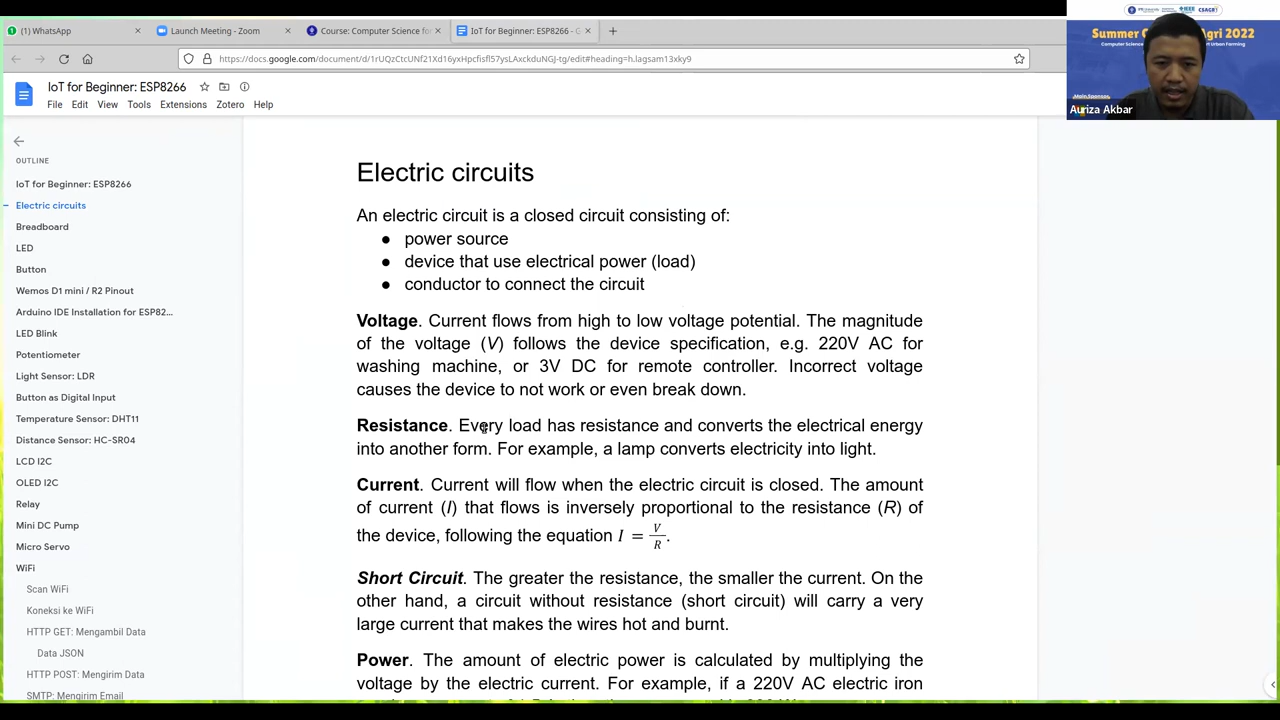 (1) WhatsApp
Launch Meeting - Zoom
Course: Computer Science for
IoT for Beginner: ESP8266 - G
https://docs.google.com/document/d/1rUQzCtcUNf21Xd16yxHpcfisfl57ysLAxckduNGJ-tg/edit#heading=h.lagsam13xky9
IPB University
IEEE
CSAGRI
Summer C Agri 2022
Computer Science rt Urban Farming
Main Sponsor
Auriza Akbar
IoT for Beginner: ESP8266
File Edit View Tools Extensions Zotero Help
OUTLINE
IoT for Beginner: ESP8266
Electric circuits
Breadboard
LED
Button
Wemos D1 mini / R2 Pinout
Arduino IDE Installation for ESP82...
LED Blink
Potentiometer
Light Sensor: LDR
Button as Digital Input
Temperature Sensor: DHT11
Distance Sensor: HC-SR04
LCD I2C
OLED I2C
Relay
Mini DC Pump
Micro Servo
WiFi
Scan WiFi
Koneksi ke WiFi
HTTP GET: Mengambil Data
Data JSON
HTTP POST: Mengirim Data
SMTP: Mengirim Email
Electric circuits
An electric circuit is a closed circuit consisting of:
● power source
● device that use electrical power (load)
● conductor to connect the circuit
Voltage. Current flows from high to low voltage potential. The magnitude
of the voltage (V) follows the device specification, e.g. 220V AC for
washing machine, or 3V DC for remote controller. Incorrect voltage
causes the device to not work or even break down.
Resistance. Every load has resistance and converts the electrical energy
into another form. For example, a lamp converts electricity into light.
Current. Current will flow when the electric circuit is closed. The amount
of current (I) that flows is inversely proportional to the resistance (R) of
the device, following the equation I = V/R.
Short Circuit. The greater the resistance, the smaller the current. On the
other hand, a circuit without resistance (short circuit) will carry a very
large current that makes the wires hot and burnt.
Power. The amount of electric power is calculated by multiplying the
voltage by the electric current. For example, if a 220V AC electric iron